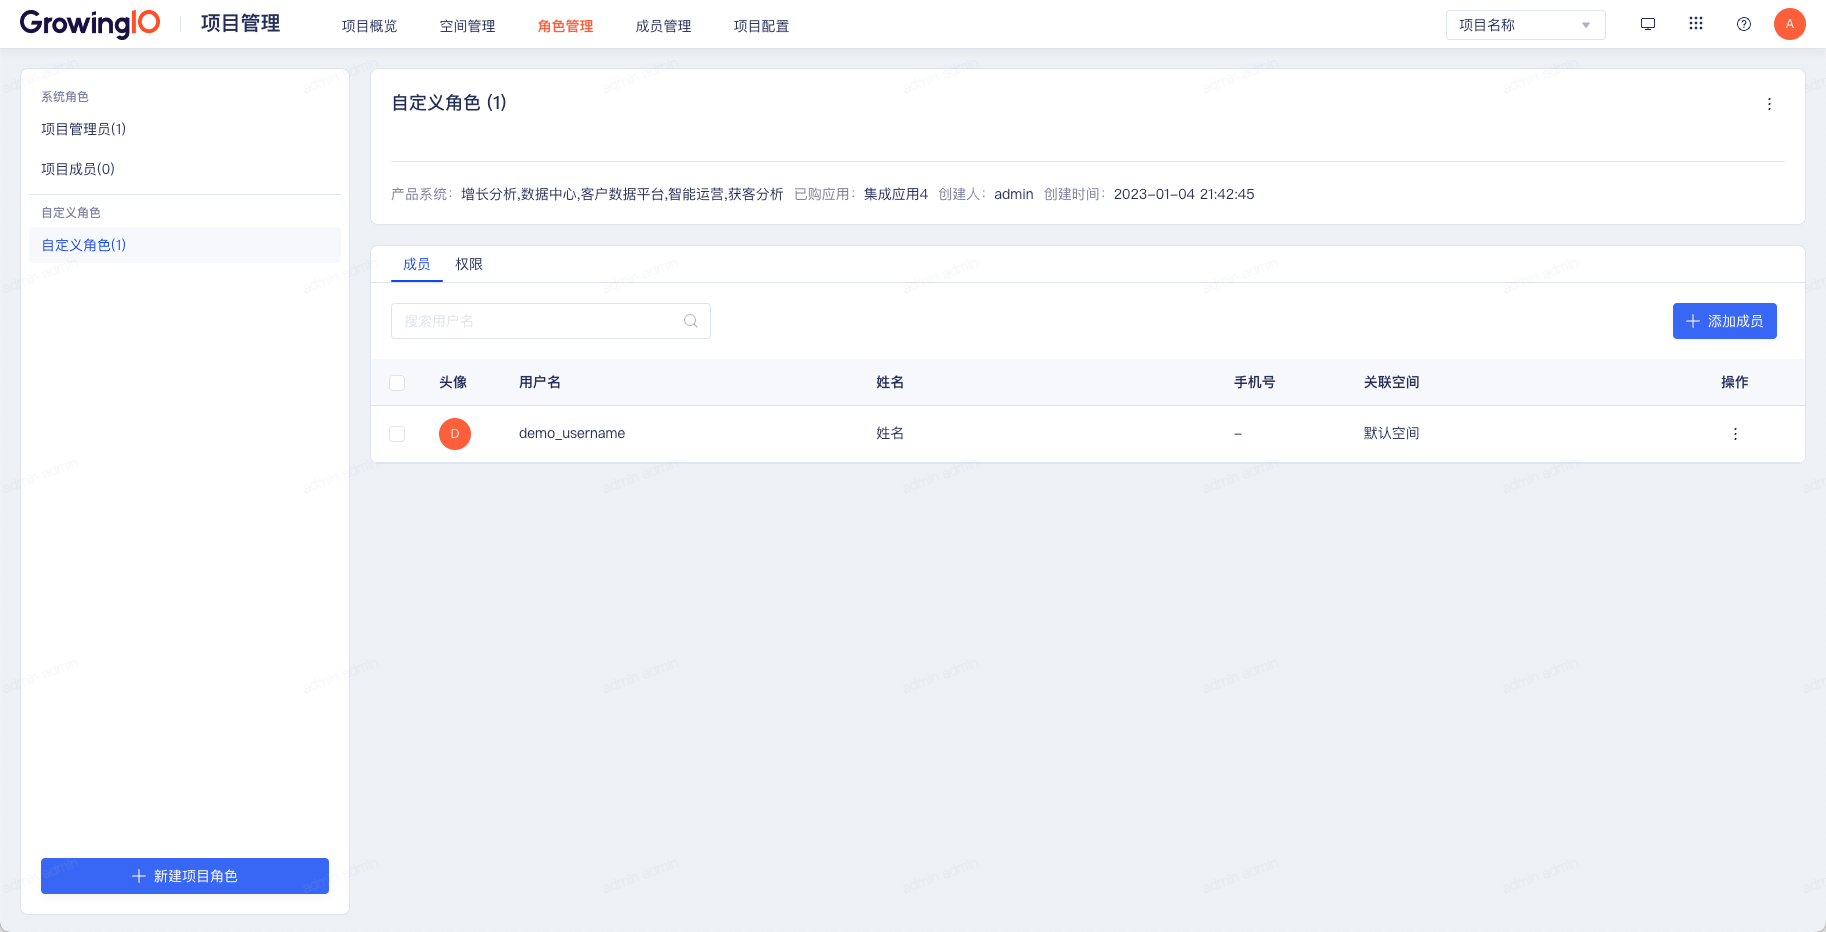 GrowingIO 项目管理 项目概览 空间管理 角色管理 成员管理 项目配置 项目名称 A
系统角色
项目管理员(1)
项目成员(0)
自定义角色
自定义角色(1)
新建项目角色
自定义角色 (1)
产品系统: 增长分析,数据中心,客户数据平台,智能运营,获客分析 已购应用: 集成应用4 创建人: admin 创建时间: 2023-01-04 21:42:45
成员 权限
搜索用户名
添加成员
头像 用户名 姓名 手机号 关联空间 操作
D demo_username 姓名 - 默认空间
admin admin